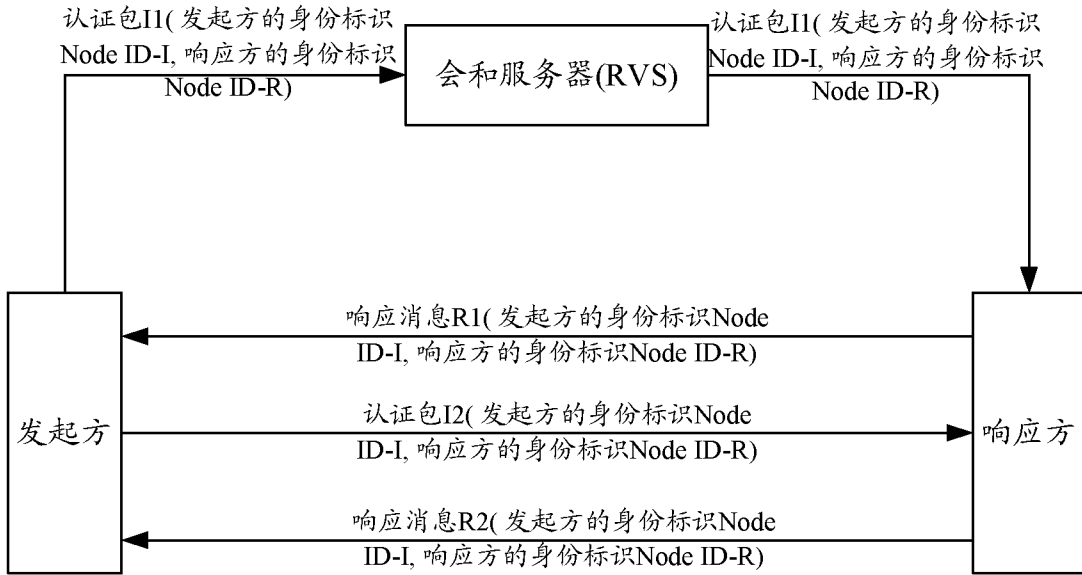 认证包I1( 发起方的身份标识
Node ID-I, 响应方的身份标识
Node ID-R)
会和服务器(RVS)
认证包I1( 发起方的身份标识
Node ID-I, 响应方的身份标识
Node ID-R)
响应消息R1( 发起方的身份标识Node
ID-I, 响应方的身份标识Node ID-R)
发起方
认证包I2( 发起方的身份标识Node
ID-I, 响应方的身份标识Node ID-R)
响应方
响应消息R2( 发起方的身份标识Node
ID-I, 响应方的身份标识Node ID-R)